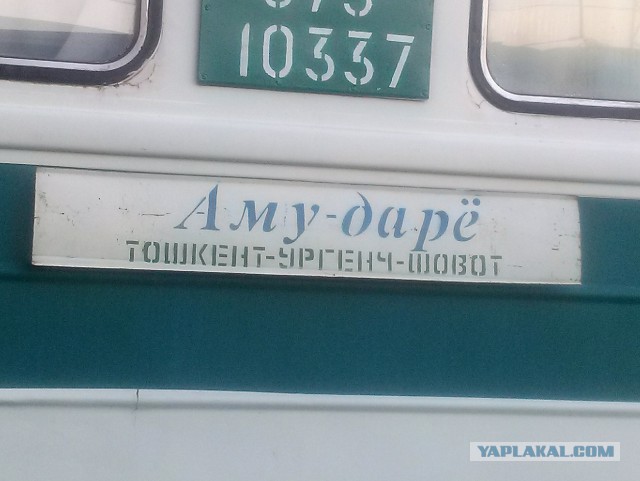 10337
Аму-дарё
ТОШКЕНТ-УРГЕНЧ-ШОВОТ
YAPLAKAL.COM